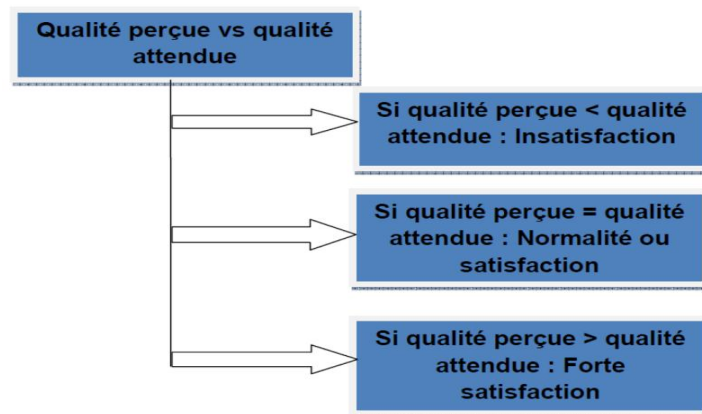 Qualité perçue vs qualité
attendue
Si qualité perçue < qualité
attendue : Insatisfaction
Si qualité perçue = qualité
attendue : Normalité ou
satisfaction
Si qualité perçue > qualité
attendue : Forte
satisfaction